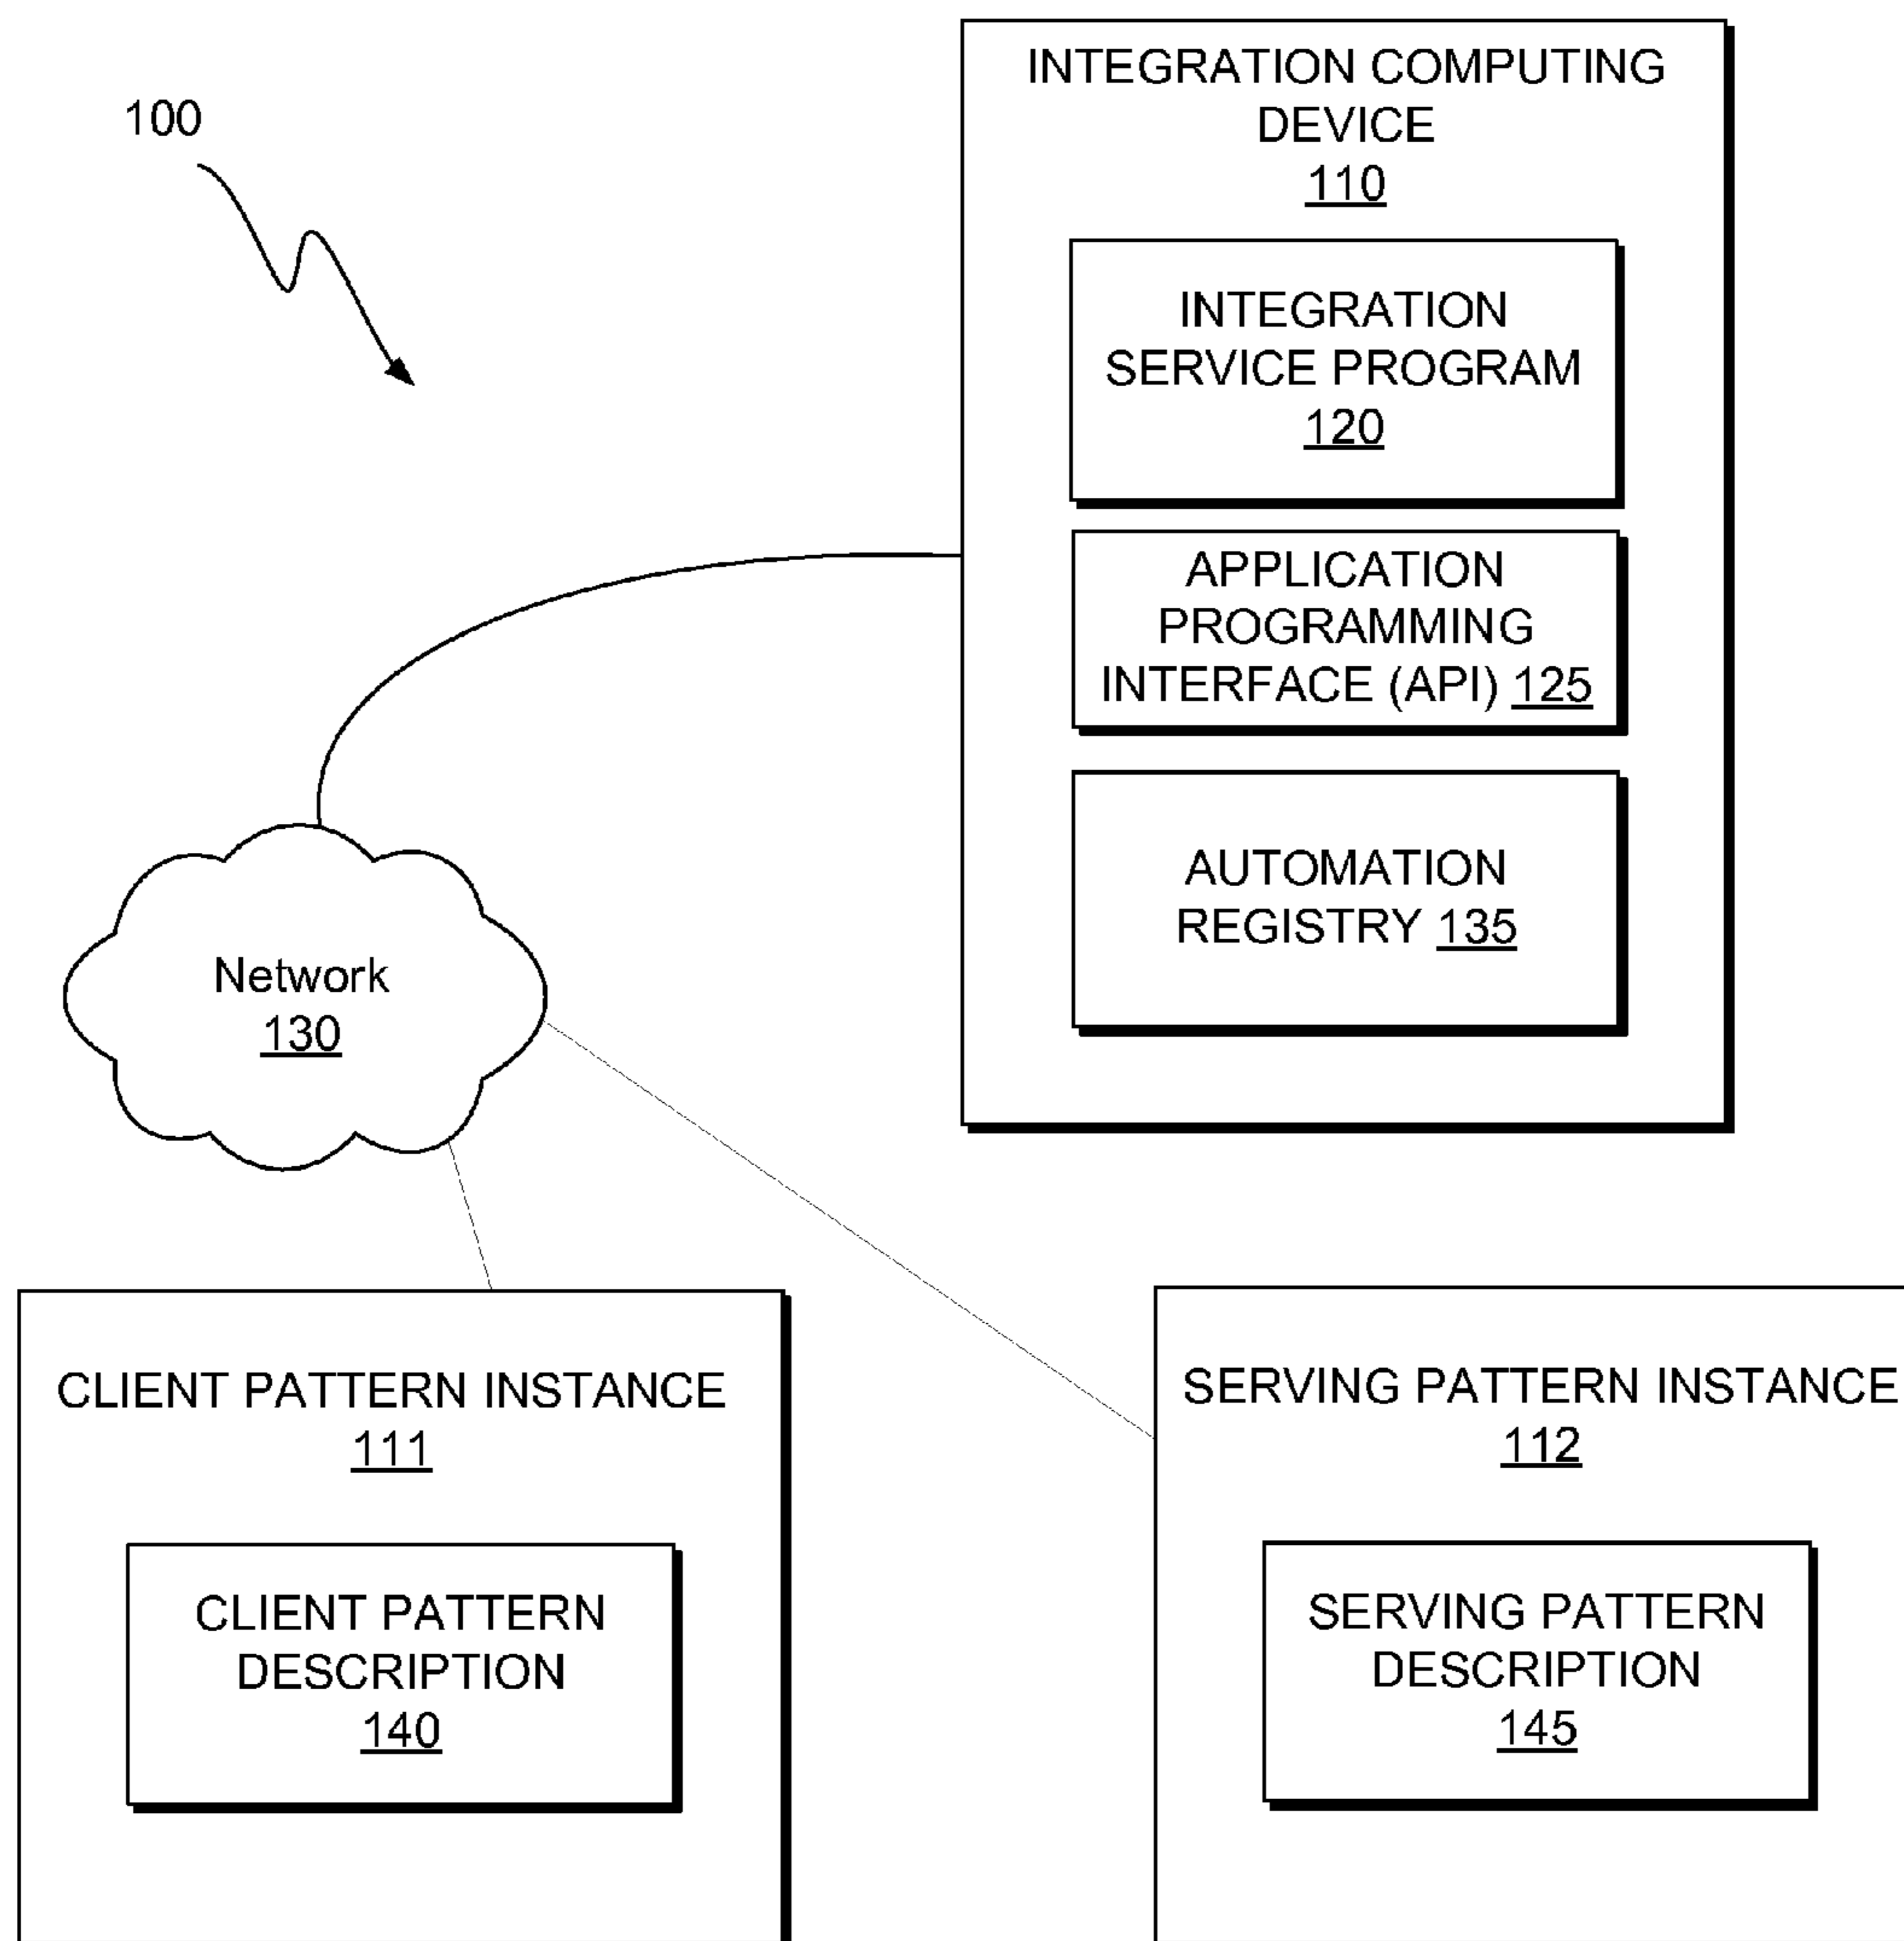 100
INTEGRATION COMPUTING
DEVICE
110
INTEGRATION
SERVICE PROGRAM
120
APPLICATION
PROGRAMMING
INTERFACE (API) 125
AUTOMATION
REGISTRY 135
Network
130
CLIENT PATTERN INSTANCE
111
CLIENT PATTERN
DESCRIPTION
140
SERVING PATTERN INSTANCE
112
SERVING PATTERN
DESCRIPTION
145